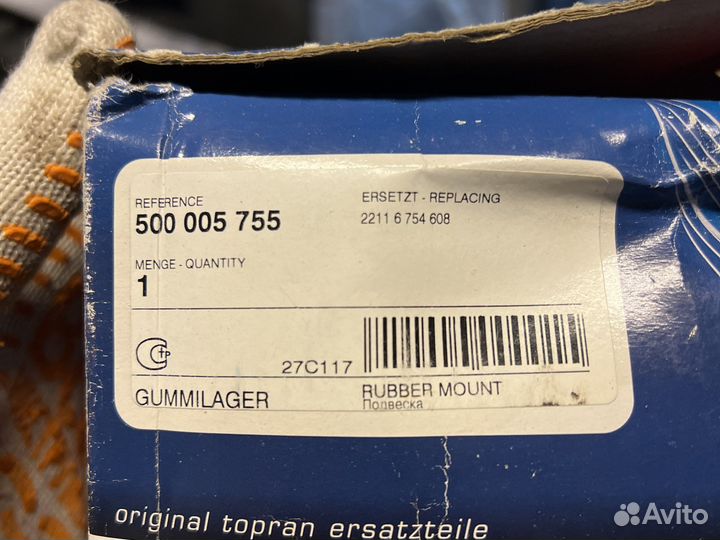 REFERENCE
500 005 755
ERSETZT - REPLACING
2211 6 754 608
MENGE - QUANTITY
1
27C117
GUMMILAGER
RUBBER MOUNT
Подвеска
original topran ersatzteile
Avito